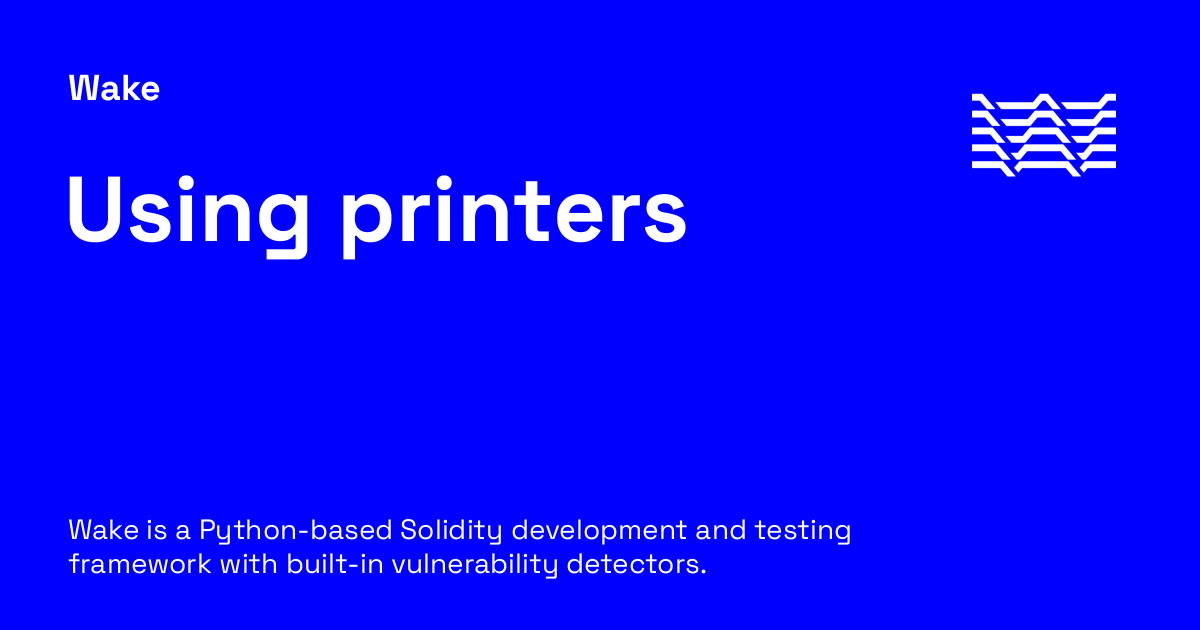 Wake
Using printers
Wake is a Python-based Solidity development and testing
framework with built-in vulnerability detectors.